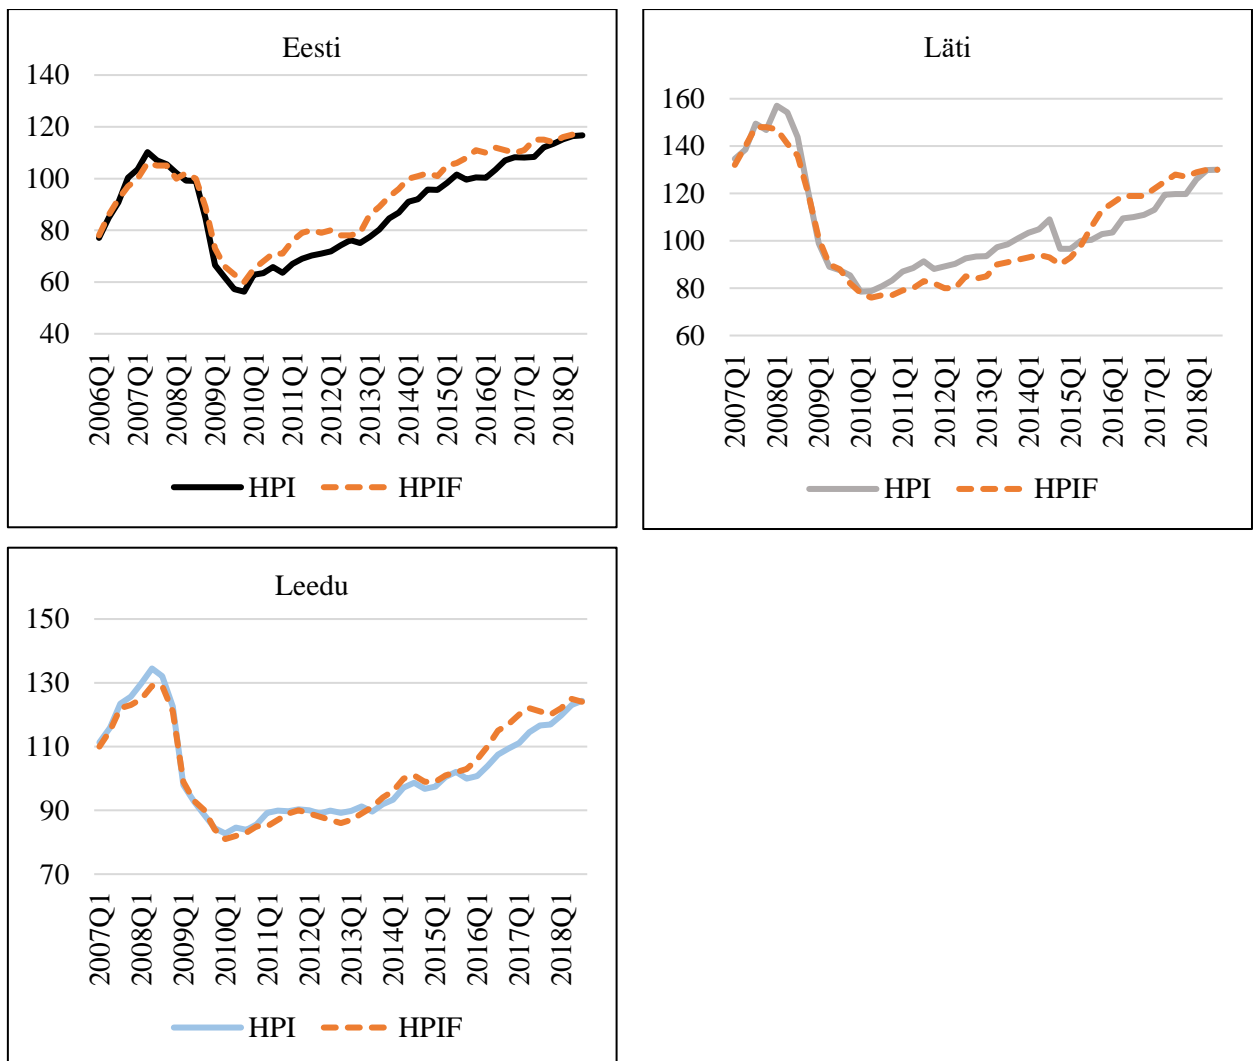 Eesti
140
120
100
80
60
40
2006Q1
2007Q1
2008Q1
2009Q1
2010Q1
2011Q1
2012Q1
2013Q1
2014Q1
2015Q1
2016Q1
2017Q1
2018Q1
HPI HPIF
Läti
160
140
120
100
80
60
2007Q1
2008Q1
2009Q1
2010Q1
2011Q1
2012Q1
2013Q1
2014Q1
2015Q1
2016Q1
2017Q1
2018Q1
HPI HPIF
Leedu
150
130
110
90
70
2007Q1
2008Q1
2009Q1
2010Q1
2011Q1
2012Q1
2013Q1
2014Q1
2015Q1
2016Q1
2017Q1
2018Q1
HPI HPIF